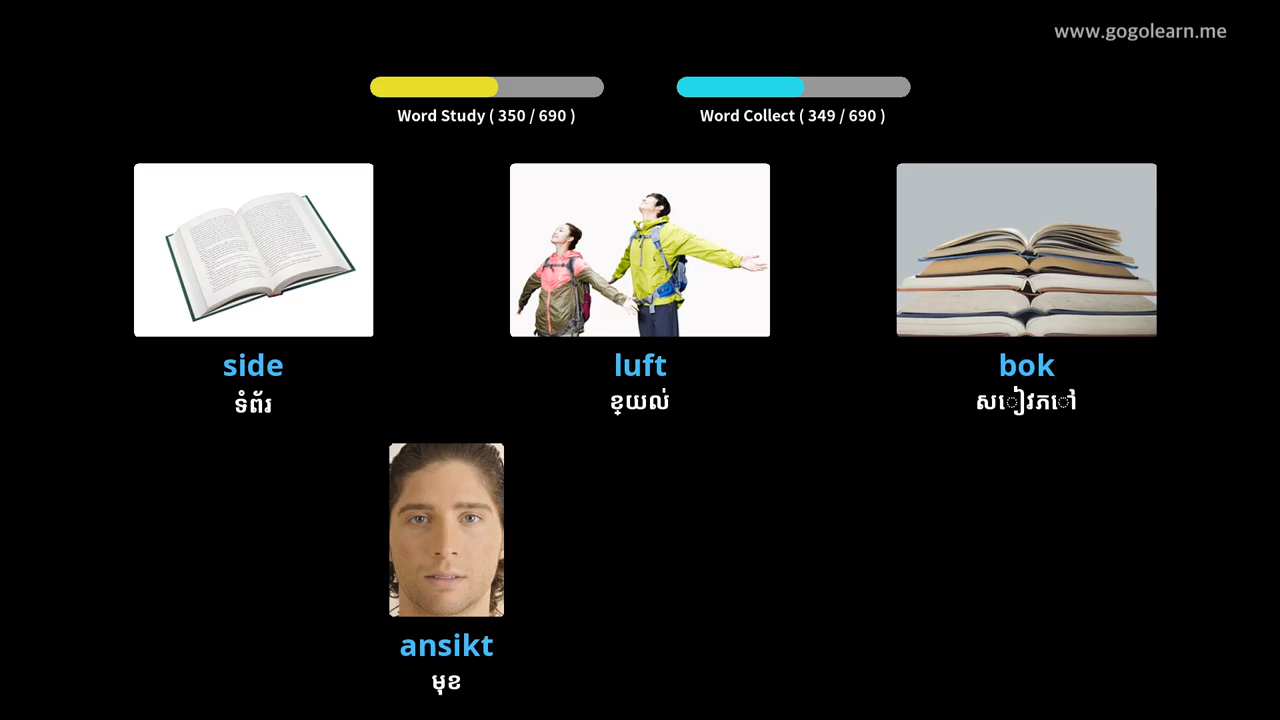 www.gogolearn.me
Word Study ( 350 / 690 )
Word Collect ( 349 / 690 )
side
ទំព័រ
luft
ខ្យល់
bok
សៀវភៅ
ansikt
មុខ